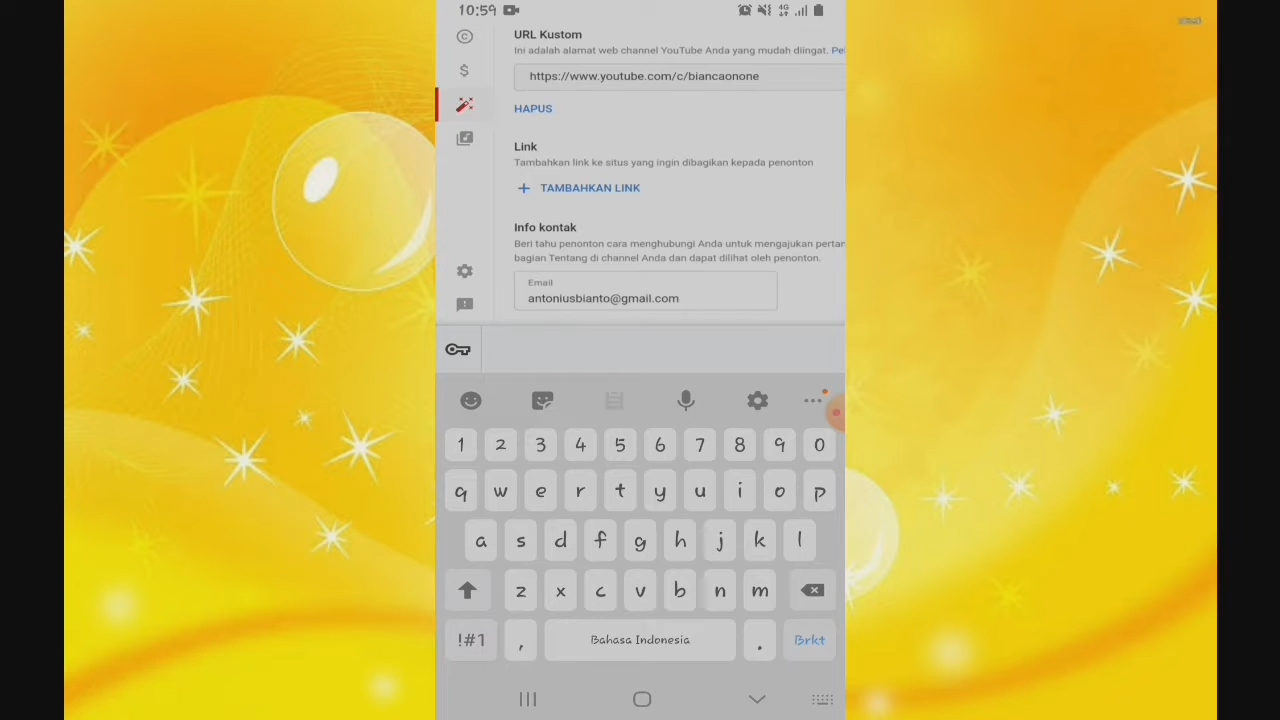 10:59
4G
URL Kustom
Ini adalah alamat web channel YouTube Anda yang mudah diingat. Pel
https://www.youtube.com/c/biancaonone
HAPUS
Link
Tambahkan link ke situs yang ingin dibagikan kepada penonton
+ TAMBAHKAN LINK
Info kontak
Beri tahu penonton cara menghubungi Anda untuk mengajukan pertan
bagian Tentang di channel Anda dan dapat dilihat oleh penonton.
Email
antoniusbianto@gmail.com
1 2 3 4 5 6 7 8 9 0
q w e r t y u i o p
a s d f g h j k l
z x c v b n m
!#1 , Bahasa Indonesia . Brkt